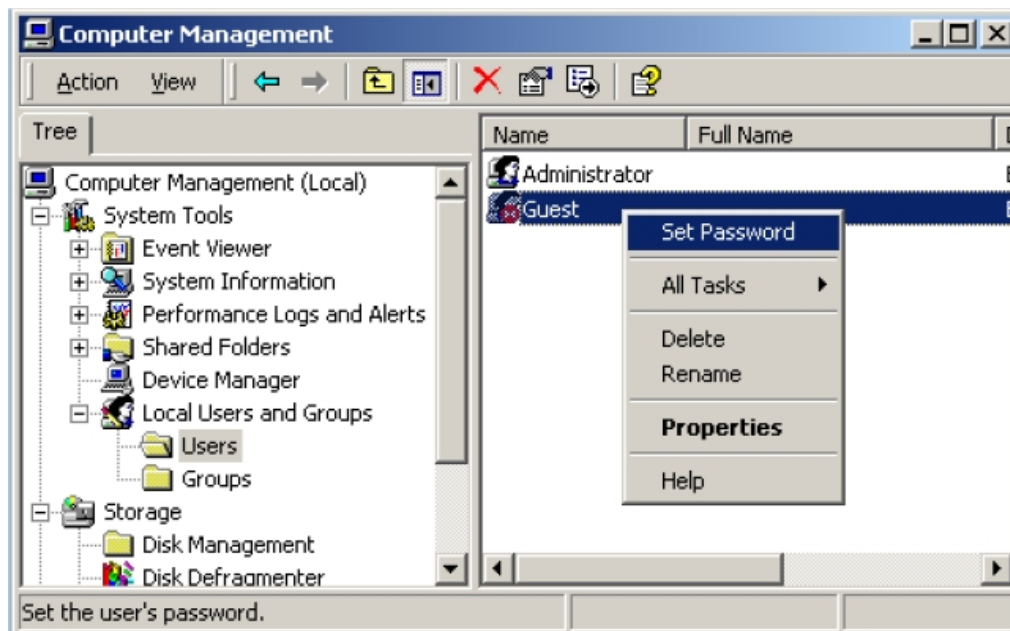 Computer Management
Action View
Tree
Name Full Name
Computer Management (Local)
System Tools
Event Viewer
System Information
Performance Logs and Alerts
Shared Folders
Device Manager
Local Users and Groups
Users
Groups
Storage
Disk Management
Disk Defragmenter
Administrator
Guest
Set Password
All Tasks
Delete
Rename
Properties
Help
Set the user's password.